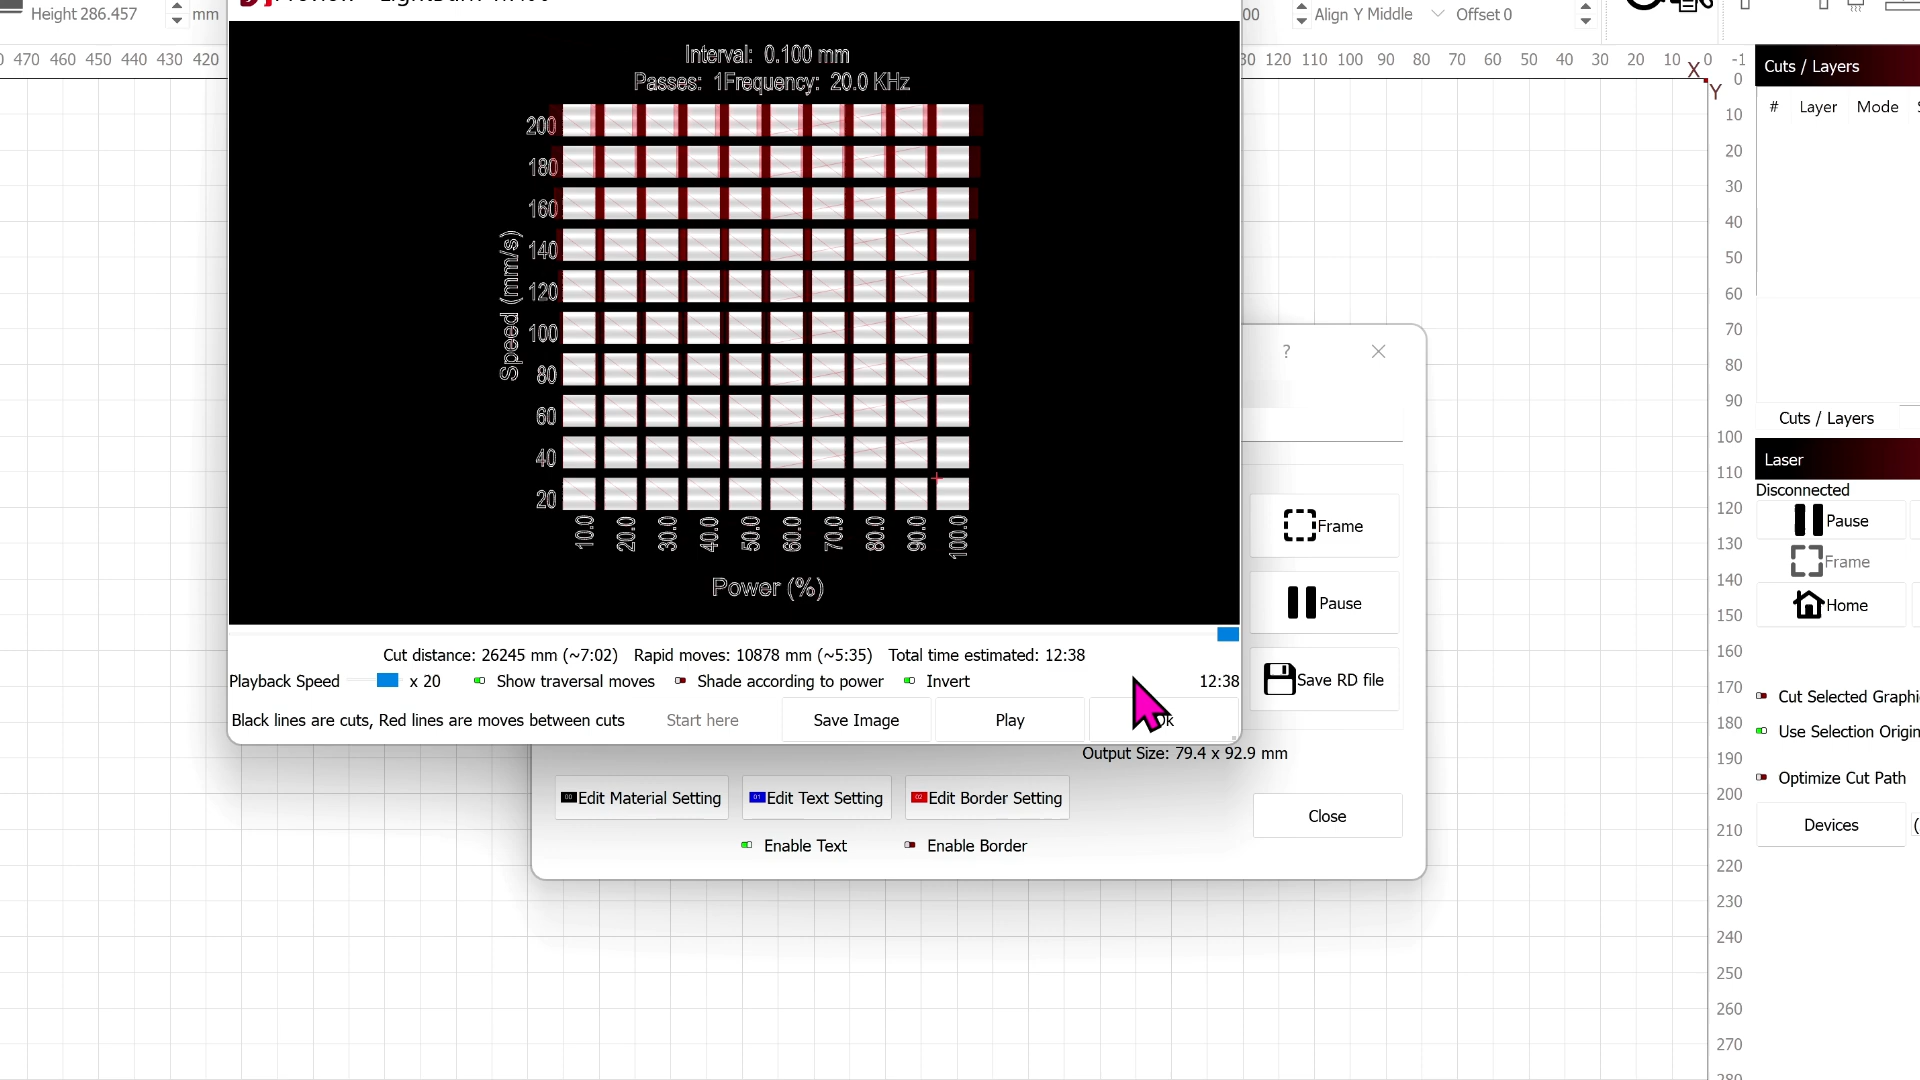 Height 286.457 mm
00 Align Y Middle Offset 0
470 460 450 440 430 420
120 110 100 90 80 70 60 50 40 30 20 10 X 0 -1
Y
Interval: 0.100 mm
Passes: 1Frequency: 20.0 KHz
Speed (mm/s)
200
180
160
140
120
100
80
60
40
20
10.0 20.0 30.0 40.0 50.0 60.0 70.0 80.0 90.0 100.0
Power (%)
Cut distance: 26245 mm (~7:02) Rapid moves: 10878 mm (~5:35) Total time estimated: 12:38
Playback Speed x 20 Show traversal moves Shade according to power Invert 12:38
Black lines are cuts, Red lines are moves between cuts Start here Save Image Play Ok
?
Frame
Pause
Save RD file
Output Size: 79.4 x 92.9 mm
Edit Material Setting Edit Text Setting Edit Border Setting
Close
Enable Text Enable Border
0
10
20
30
40
50
60
70
80
90
100
110
120
130
140
150
160
170
180
190
200
210
220
230
240
250
260
270
280
Cuts / Layers
# Layer Mode
Cuts / Layers
Laser
Disconnected
Pause
Frame
Home
Cut Selected Graphi
Use Selection Origin
Optimize Cut Path
Devices (